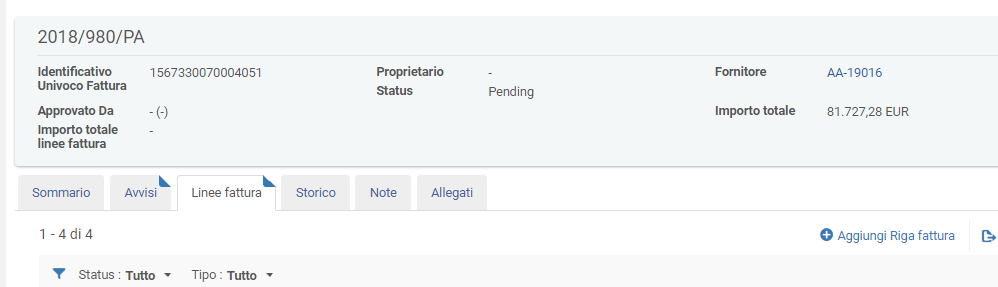 2018/980/PA
Identificativo Univoco Fattura 1567330070004051
Proprietario -
Fornitore AA-19016
Status Pending
Approvato Da - (-)
Importo totale 81.727,28 EUR
Importo totale linee fattura -
Sommario Avvisi Linee fattura Storico Note Allegati
1 - 4 di 4
Aggiungi Riga fattura
Status : Tutto Tipo : Tutto